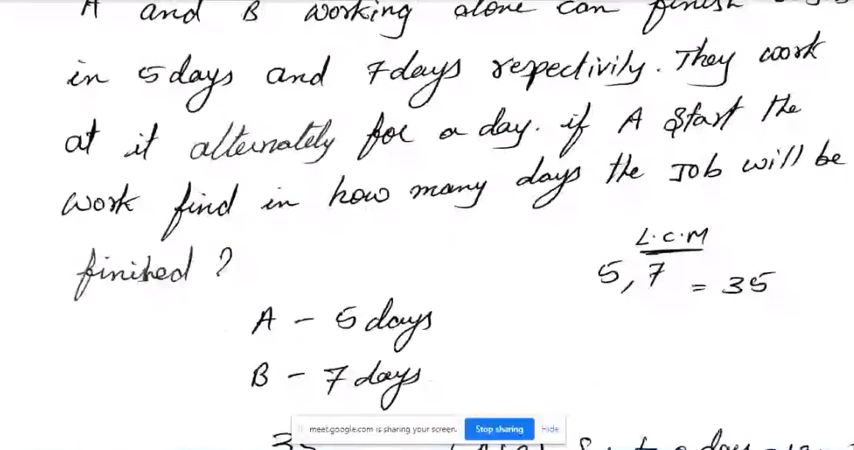 A and B working alone can finish
in 5 days and 7 days respectivily. They work
at it alternately for a day. if A start the
work find in how many days the Job will be
finished ?
L.C.M
5, 7 = 35
A - 5 days
B - 7 days
meet.google.com is sharing your screen. Stop sharing Hide
35